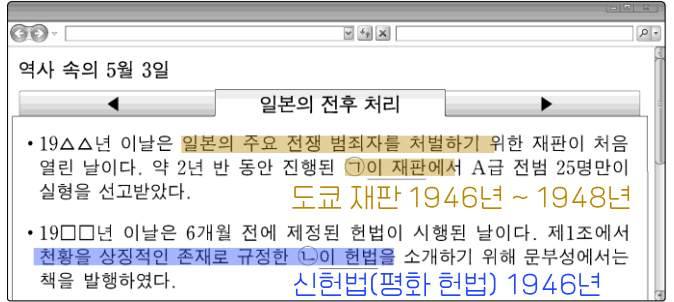 역사 속의 5월 3일
◀ 일본의 전후 처리 ▶
• 19△△년 이날은 일본의 주요 전쟁 범죄자를 처벌하기 위한 재판이 처음
열린 날이다. 약 2년 반 동안 진행된 ㉠이 재판에서 A급 전범 25명만이
실형을 선고받았다.
도쿄 재판 1946년 ~ 1948년
• 19□□년 이날은 6개월 전에 제정된 헌법이 시행된 날이다. 제1조에서
천황을 상징적인 존재로 규정한 ㉡이 헌법을 소개하기 위해 문부성에서는
책을 발행하였다.
신헌법(평화 헌법) 1946년